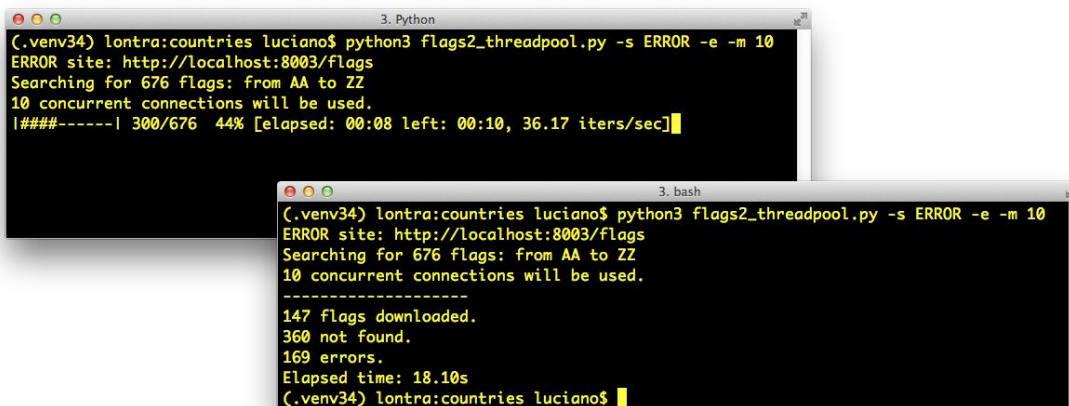 3. Python
(.venv34) lontra:countries luciano$ python3 flags2_threadpool.py -s ERROR -e -m 10
ERROR site: http://localhost:8003/flags
Searching for 676 flags: from AA to ZZ
10 concurrent connections will be used.
|####------| 300/676  44% [elapsed: 00:08 left: 00:10, 36.17 iters/sec]
3. bash
(.venv34) lontra:countries luciano$ python3 flags2_threadpool.py -s ERROR -e -m 10
ERROR site: http://localhost:8003/flags
Searching for 676 flags: from AA to ZZ
10 concurrent connections will be used.
--------------------
147 flags downloaded.
360 not found.
169 errors.
Elapsed time: 18.10s
(.venv34) lontra:countries luciano$